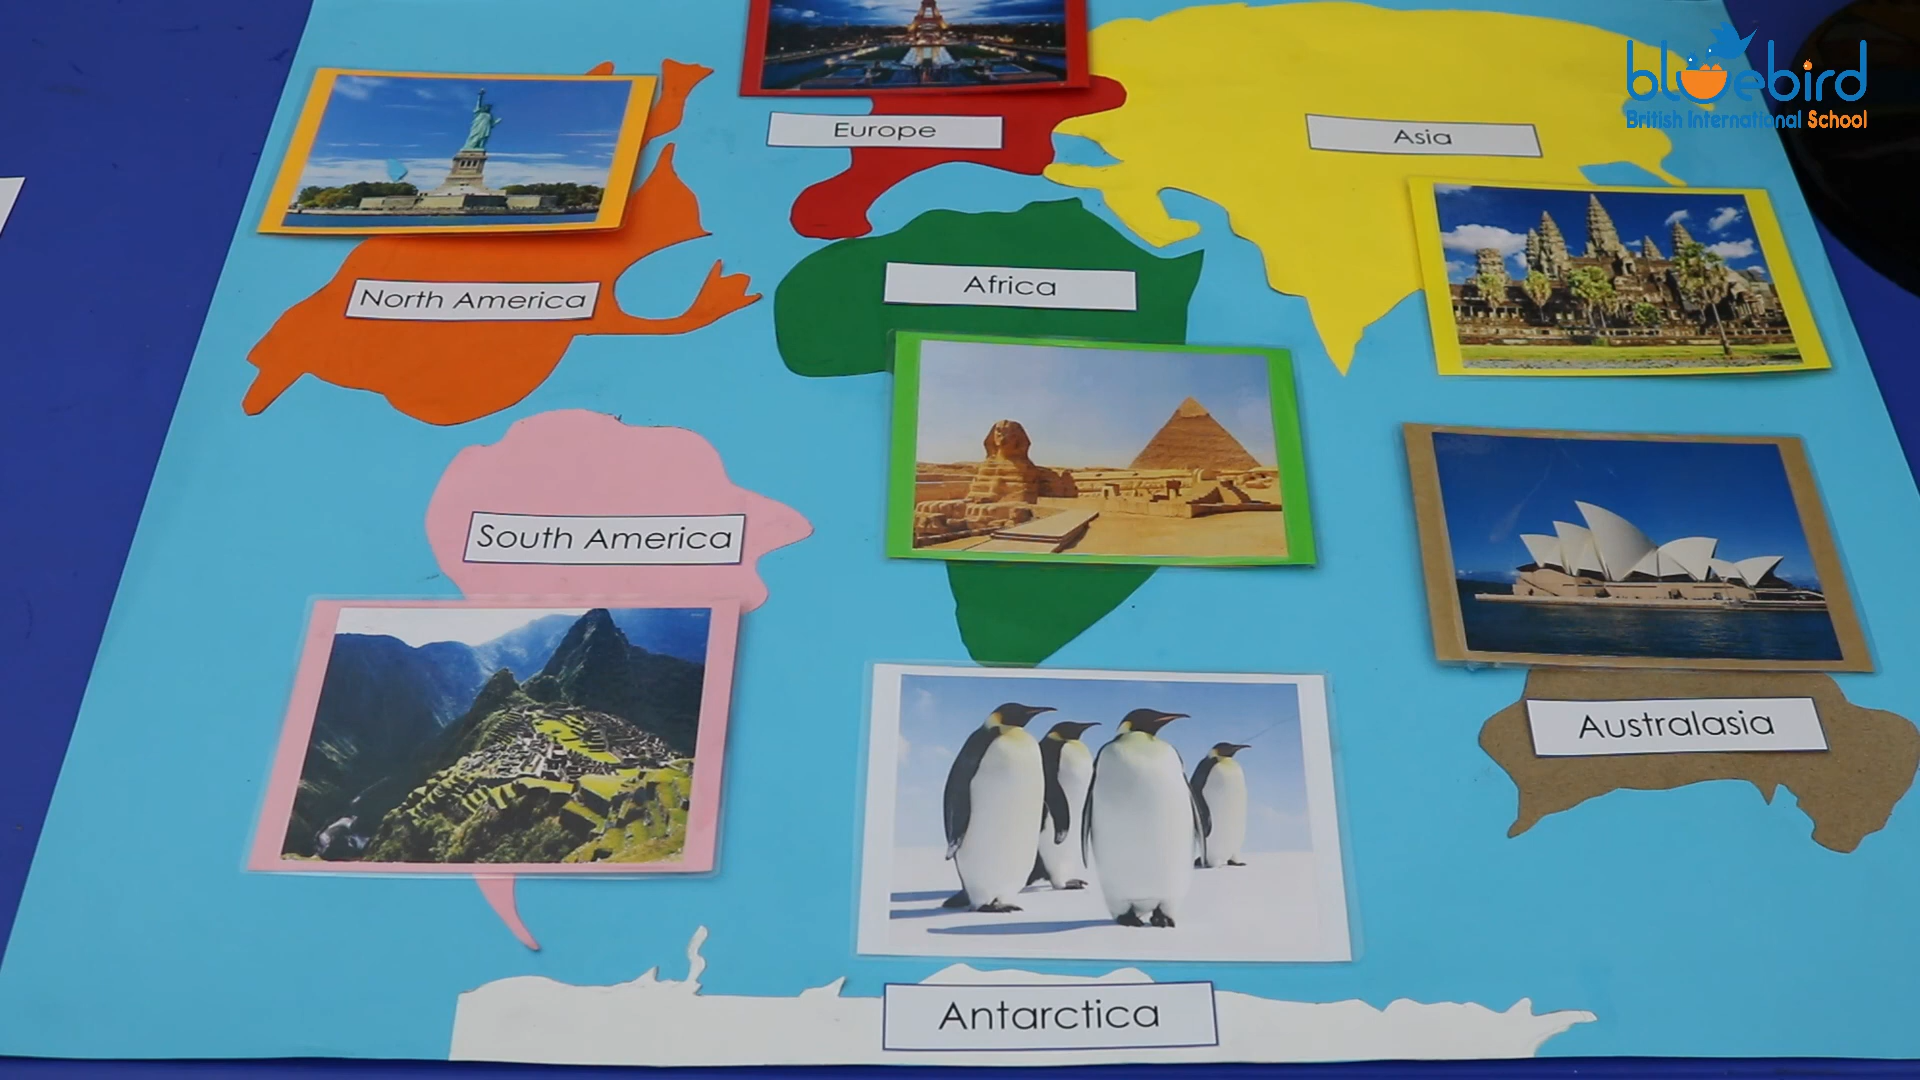 bluebird
British International School
Europe
Asia
Africa
North America
South America
Australasia
Antarctica